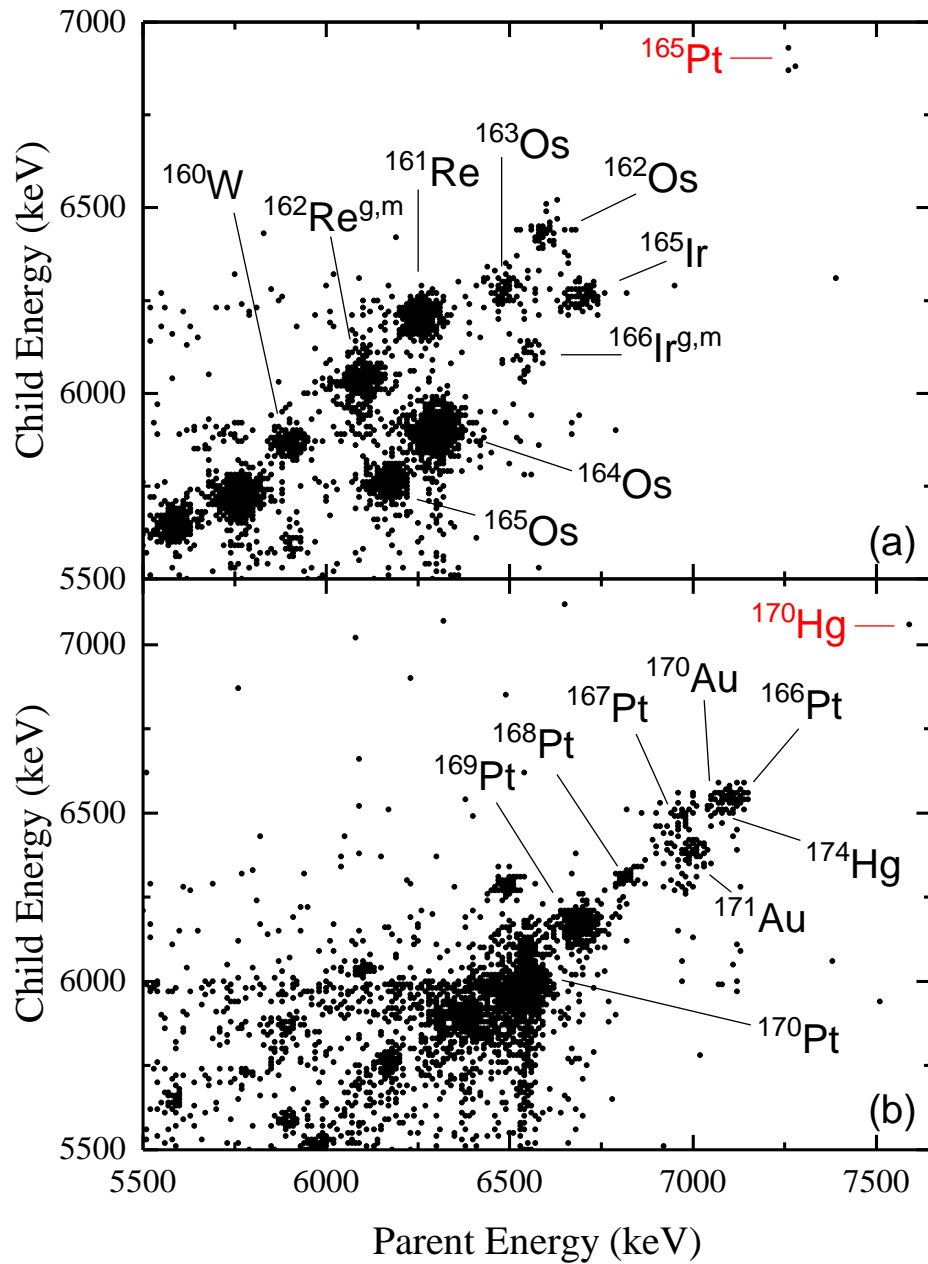 7000
¹⁶⁵Pt
¹⁶³Os
¹⁶²Os
¹⁶¹Re
¹⁶⁰W
¹⁶²Reᵍ,ᵐ
6500
¹⁶⁵Ir
¹⁶⁶Irᵍ,ᵐ
6000
¹⁶⁴Os
¹⁶⁵Os
(a)
5500
Child Energy (keV)
¹⁷⁰Hg
7000
¹⁷⁰Au
¹⁶⁷Pt
¹⁶⁶Pt
¹⁶⁸Pt
¹⁶⁹Pt
6500
¹⁷⁴Hg
¹⁷¹Au
6000
¹⁷⁰Pt
(b)
5500
Child Energy (keV)
5500 6000 6500 7000 7500
Parent Energy (keV)